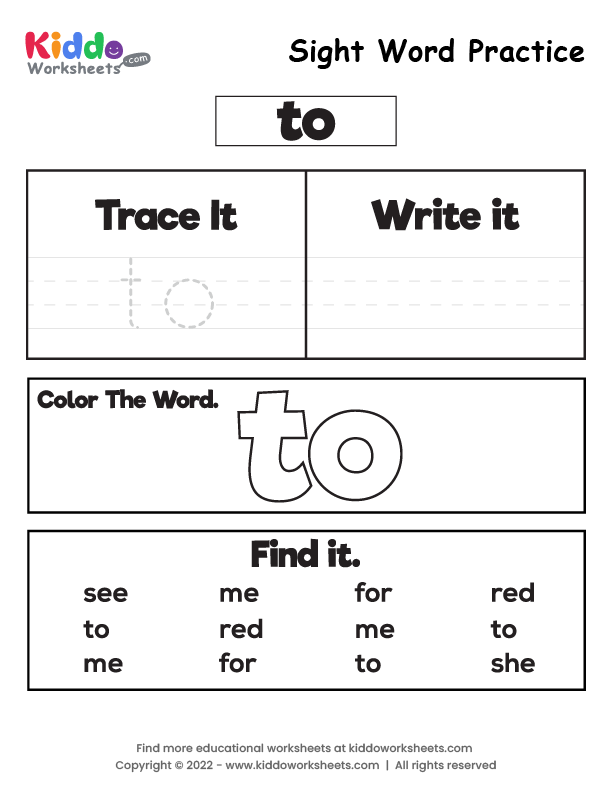 Kiddo
Worksheets .com
Sight Word Practice
to
Trace It
Write it
to
Color The Word.
to
Find it.
see me for red
to red me to
me for to she
Find more educational worksheets at kiddoworksheets.com
Copyright © 2022 - www.kiddoworksheets.com | All rights reserved